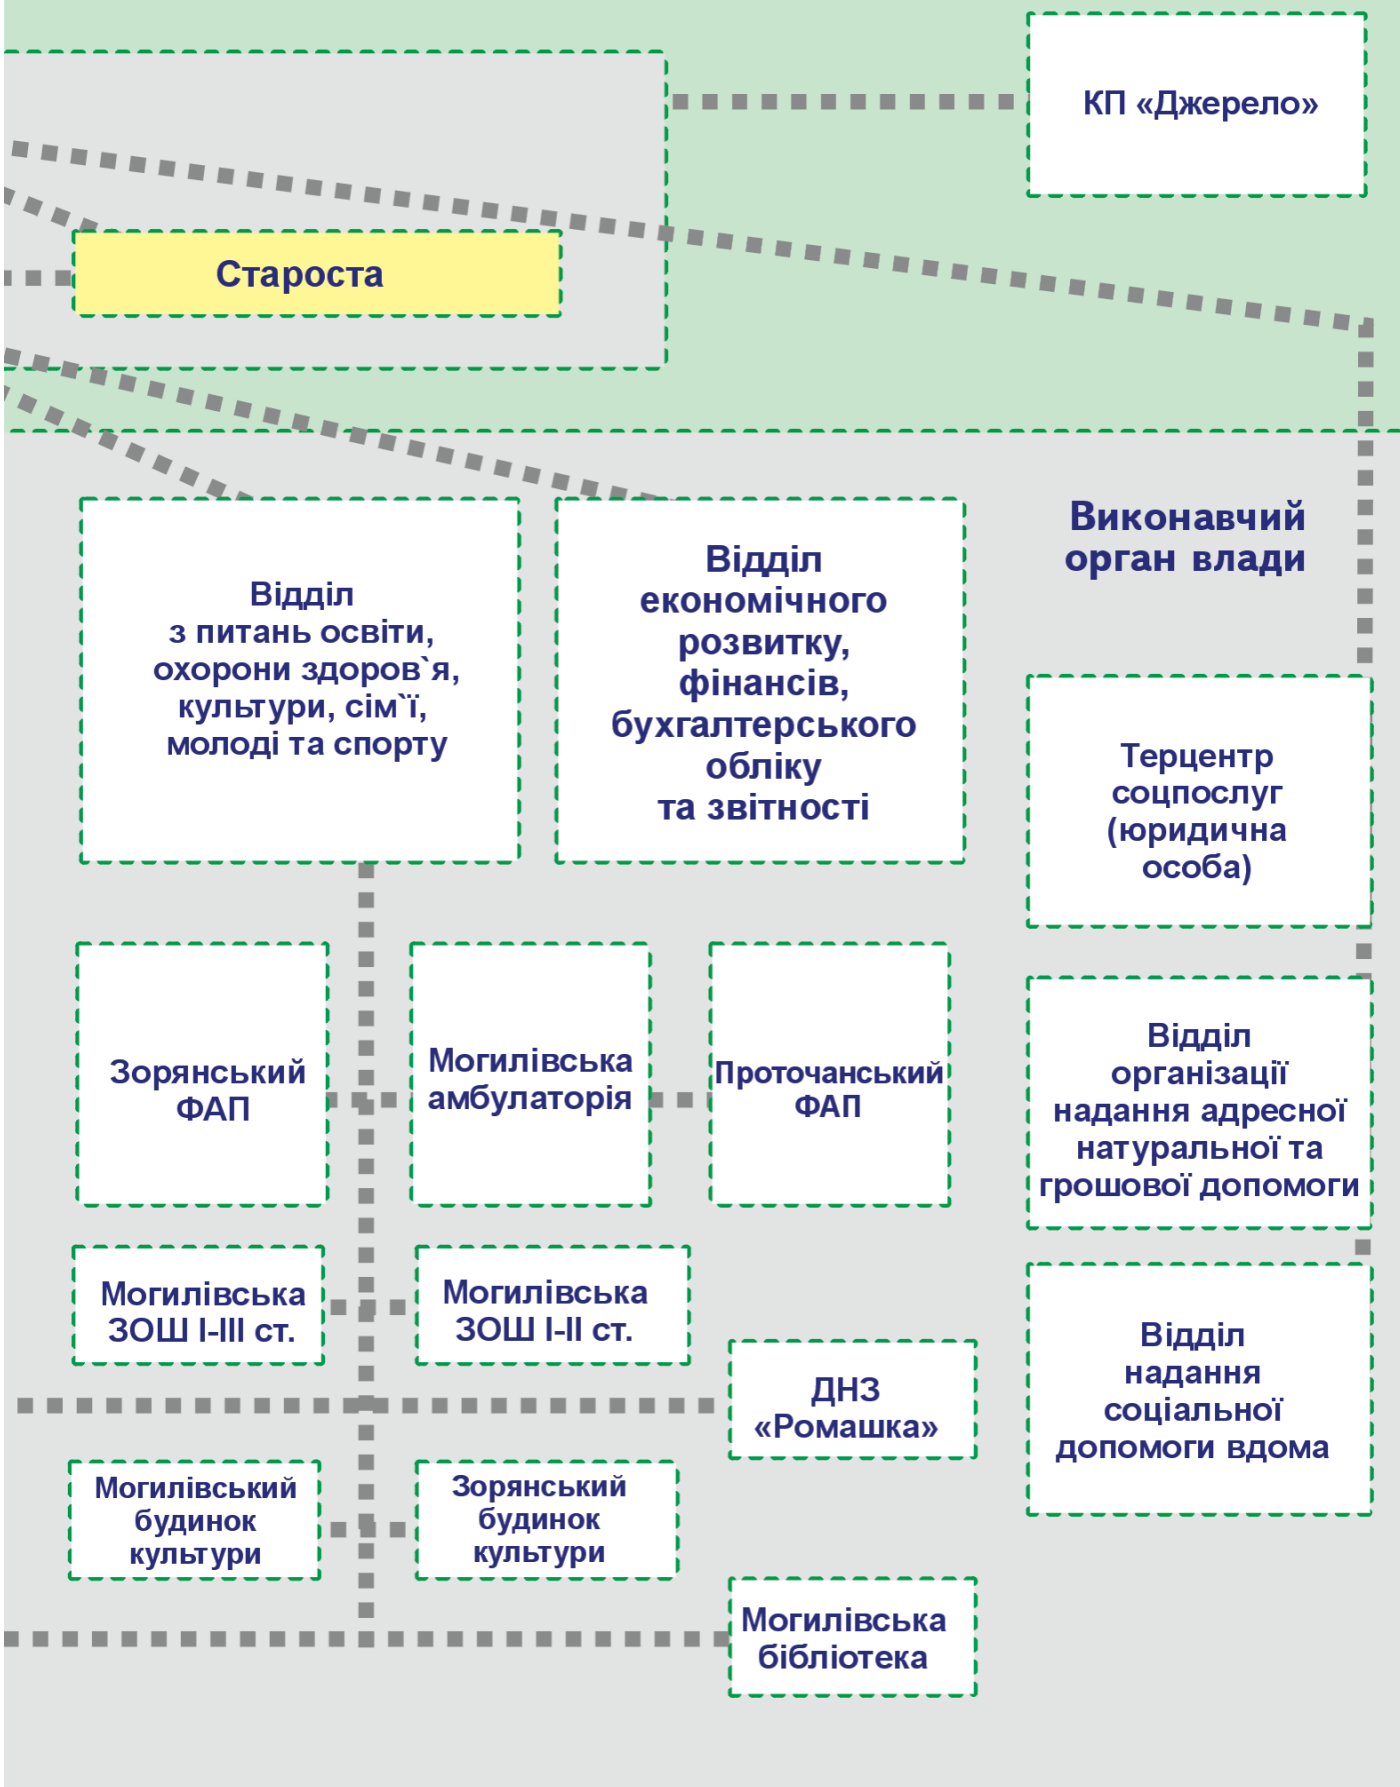 КП «Джерело»
Староста
Виконавчий
орган влади
Відділ
з питань освіти,
охорони здоров`я,
культури, сім`ї,
молоді та спорту
Відділ
економічного
розвитку,
фінансів,
бухгалтерського
обліку
та звітності
Терцентр
соцпослуг
(юридична
особа)
Зорянський
ФАП
Могилівська
амбулаторія
Проточанський
ФАП
Відділ
організації
надання адресної
натуральної та
грошової допомоги
Могилівська
ЗОШ І-ІІІ ст.
Могилівська
ЗОШ І-ІІ ст.
ДНЗ
«Ромашка»
Відділ
надання
соціальної
допомоги вдома
Могилівський
будинок
культури
Зорянський
будинок
культури
Могилівська
бібліотека